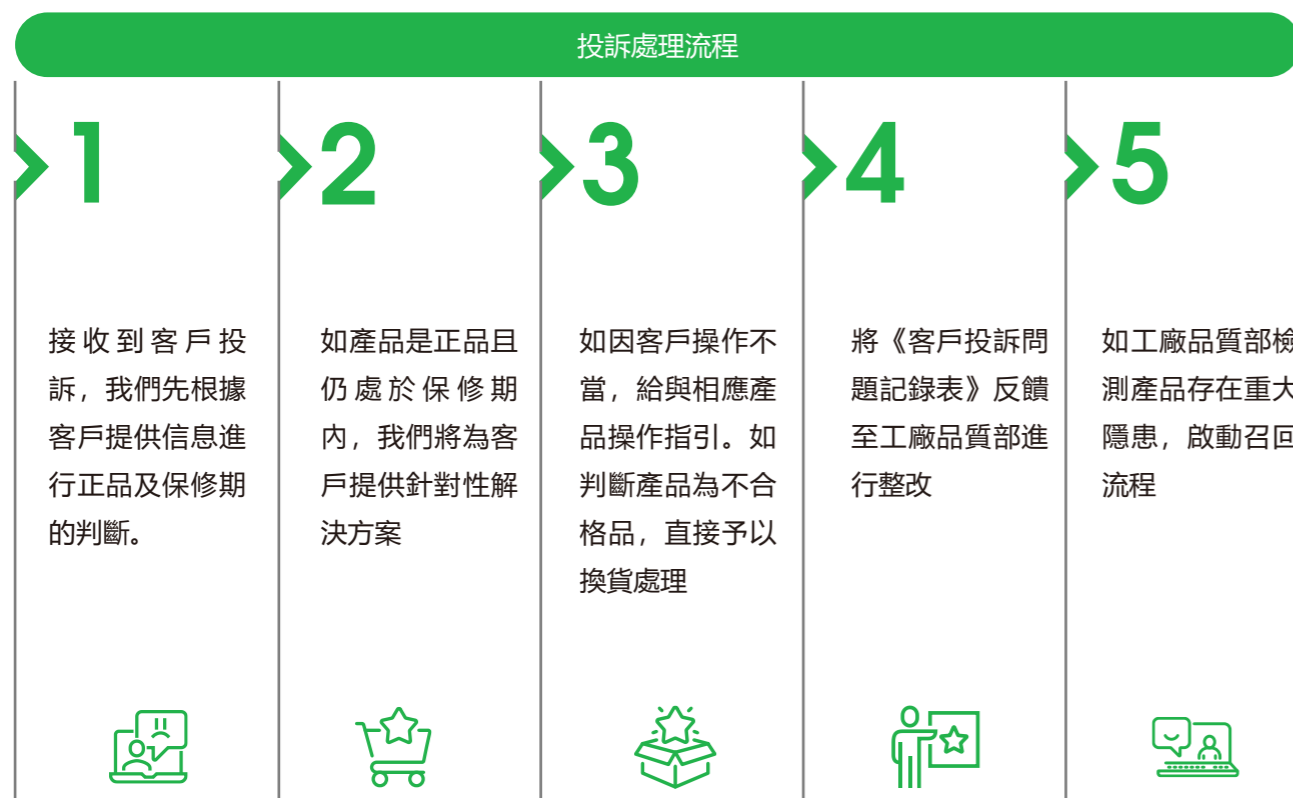 投訴處理流程
1
接收到客戶投
訴，我們先根據
客戶提供信息進
行正品及保修期
的判斷。
2
如產品是正品且
仍處於保修期
內，我們將為客
戶提供針對性解
決方案
3
如因客戶操作不
當，給與相應產
品操作指引。如
判斷產品為不合
格品，直接予以
換貨處理
4
將《客戶投訴問
題記錄表》反饋
至工廠品質部進
行整改
5
如工廠品質部檢
測產品存在重大
隱患，啟動召回
流程